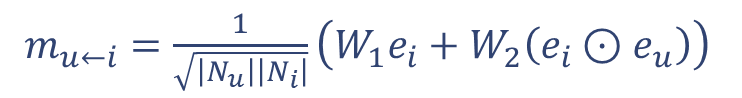 m_{u←i} = \frac{1}{\sqrt{|N_u||N_i|}} (W_1 e_i + W_2 (e_i ⊙ e_u))